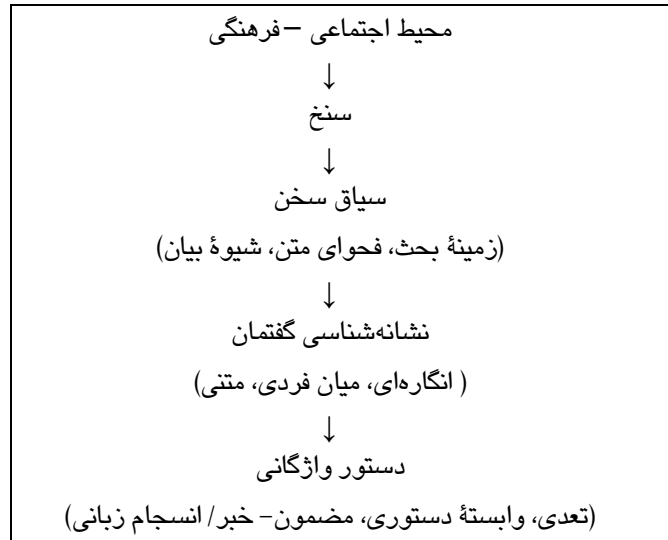 محیط اجتماعی – فرهنگی
↓
سنخ
↓
سیاق سخن
(زمینهٔ بحث، فحوای متن، شیوهٔ بیان)
↓
نشانه‌شناسی گفتمان
( انگاره‌ای، میان فردی، متنی)
↓
دستور واژگانی
(تعدی، وابستهٔ دستوری، مضمون– خبر/ انسجام زبانی)